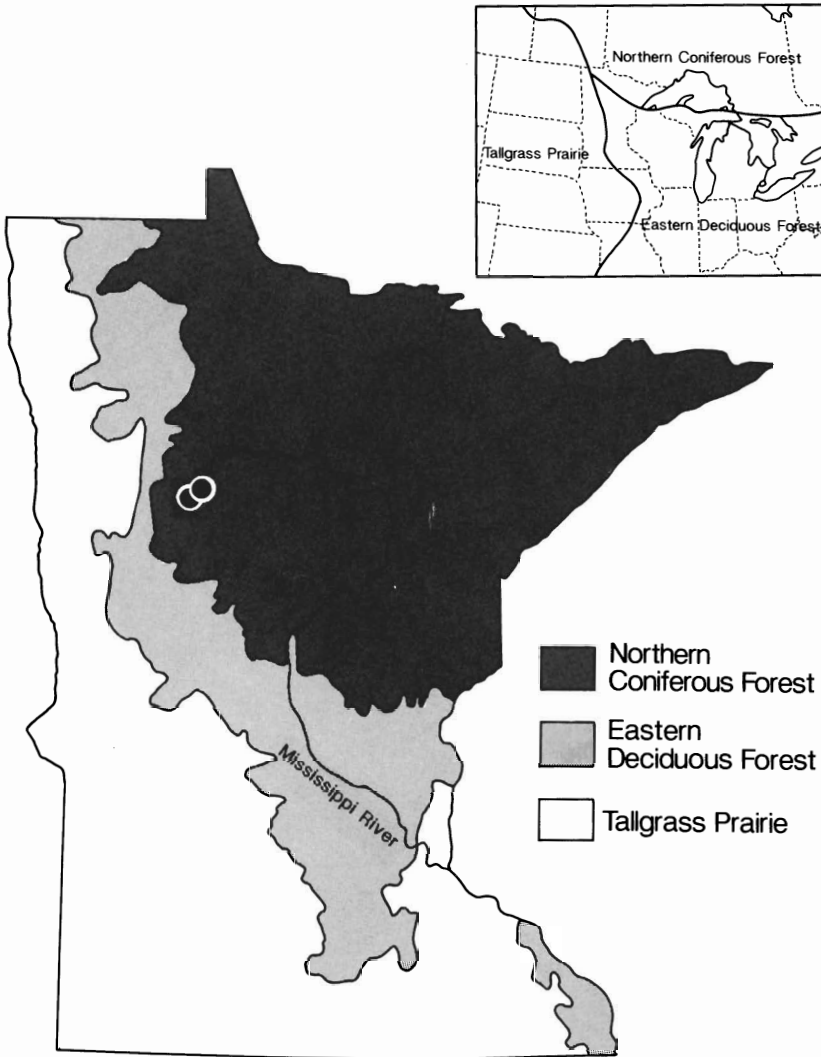 Northern Coniferous Forest
Tallgrass Prairie
Eastern Deciduous Forest
Northern
Coniferous Forest
Eastern
Deciduous Forest
Tallgrass Prairie
Mississippi River